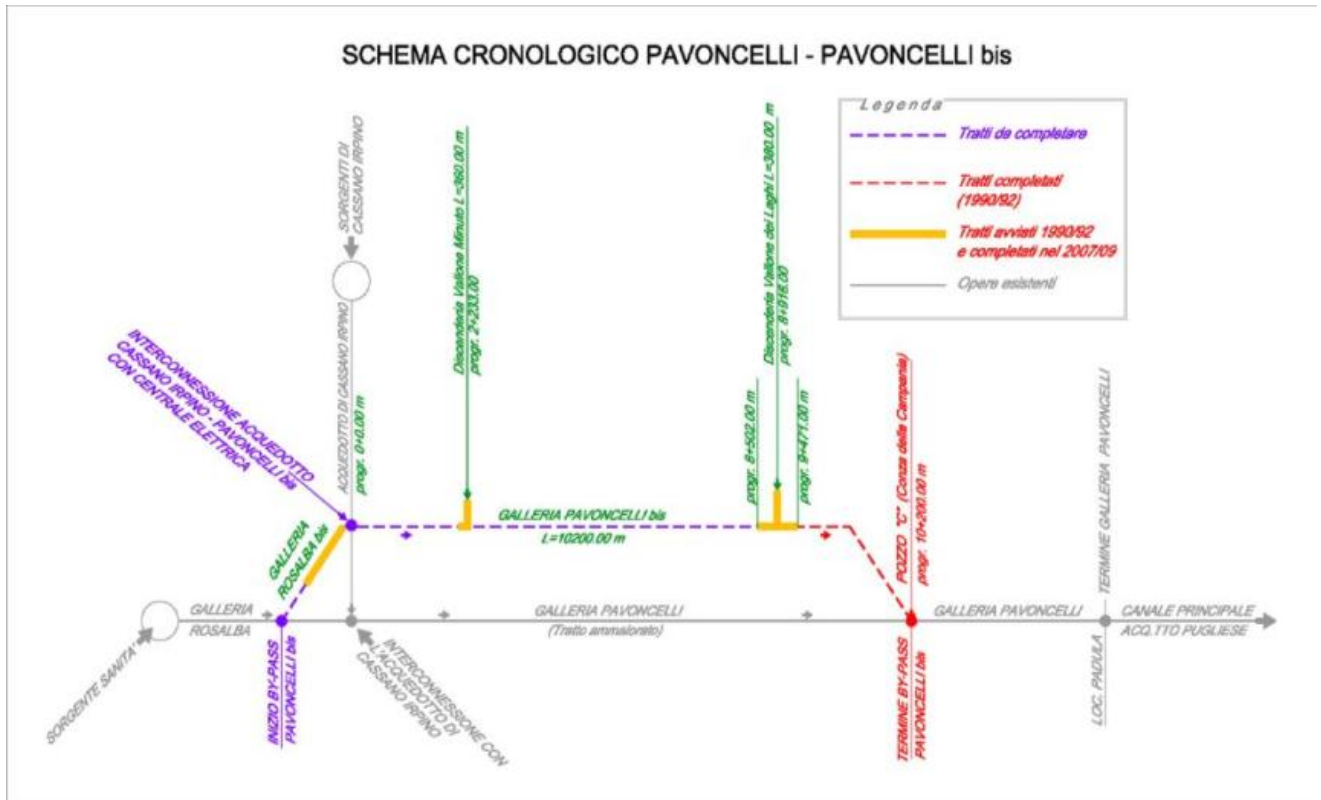 SCHEMA CRONOLOGICO PAVONCELLI - PAVONCELLI bis
Legenda
Tratti da completare
Tratti completati
(1990/92)
Tratti avviati 1990/92
e completati nel 2007/09
Opere esistenti
SORGENTI DI
CASSANO IRPINO
ACQUEDOTTO DI CASSANO IRPINO
progr. 0+0.00 m
INTERCONNESSIONE ACQUEDOTTO
CASSANO IRPINO - PAVONCELLI bis
CON CENTRALE ELETTRICA
Discenderia Vallone Minuto L=360.00 m
progr. 2+233.00
Discenderia Vallone dei Laghi L=380.00 m
progr. 8+916.00
progr. 8+502.00 m
progr. 9+471.00 m
POZZO "C" (Conza della Campania)
progr. 10+200.00 m
TERMINE GALLERIA PAVONCELLI
GALLERIA
ROSALBA bis
GALLERIA PAVONCELLI bis
L=10200.00 m
GALLERIA
ROSALBA
GALLERIA PAVONCELLI
(Tratto ammalorato)
GALLERIA PAVONCELLI
CANALE PRINCIPALE
ACQ.TTO PUGLIESE
SORGENTE SANITA'
INIZIO BY-PASS
PAVONCELLI bis
INTERCONNESSIONE CON
L'ACQUEDOTTO DI
CASSANO IRPINO
TERMINE BY-PASS
PAVONCELLI bis
LOC. PADULA